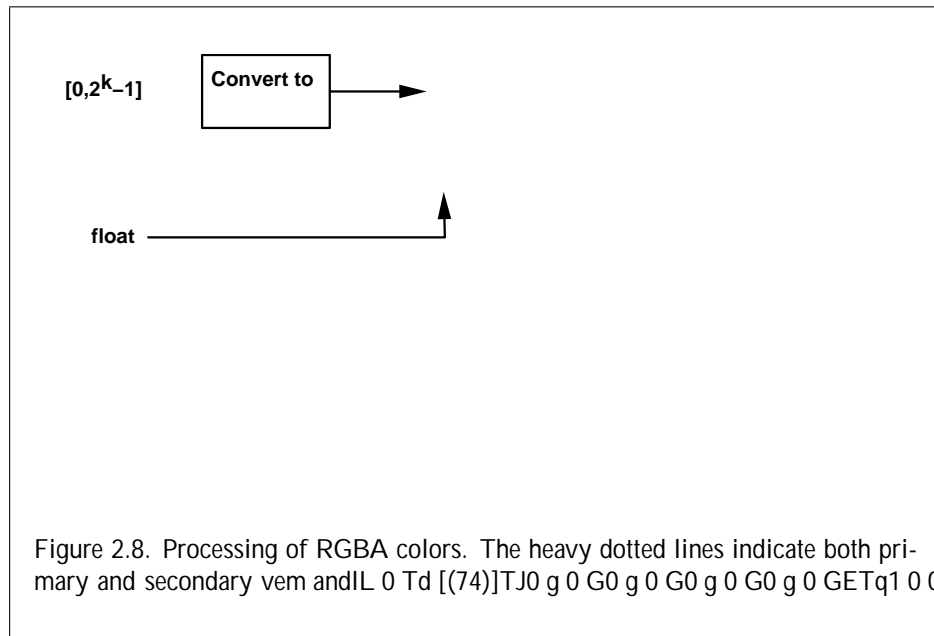 [0,2k–1]
Convert to
float
Figure 2.8. Processing of RGBA colors. The heavy dotted lines indicate both pri-
mary and secondary vem andIL 0 Td [(74)]TJ0 g 0 G0 g 0 G0 g 0 G0 g 0 GETq1 0 0